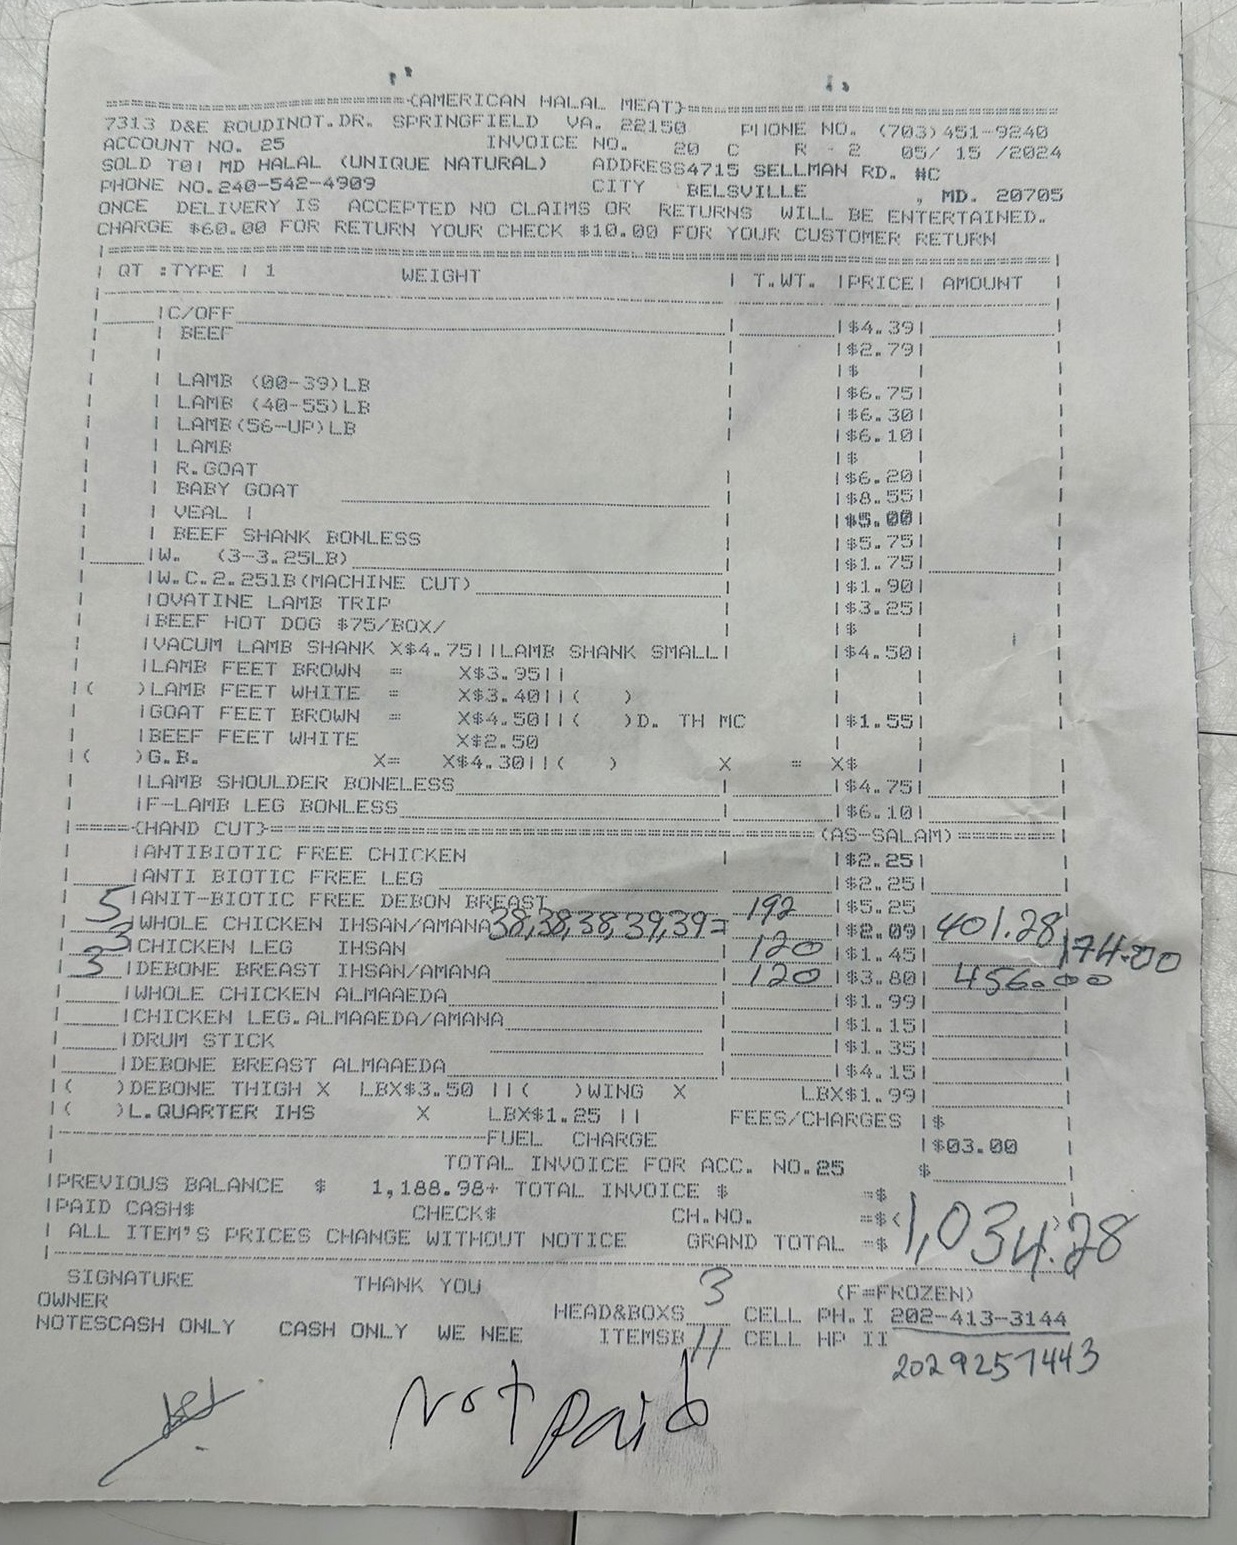 (AMERICAN HALAL MEAT)
7313 D&E BOUDINOT.DR. SPRINGFIELD VA. 22150 PHONE NO. (703)451-9240
ACCOUNT NO. 25 INVOICE NO. 20 C R - 2 05/ 15 /2024
SOLD TO: MD HALAL (UNIQUE NATURAL) ADDRESS4715 SELLMAN RD. #C
PHONE NO.240-542-4909 CITY BELSVILLE , MD. 20705
ONCE DELIVERY IS ACCEPTED NO CLAIMS OR RETURNS WILL BE ENTERTAINED.
CHARGE $60.00 FOR RETURN YOUR CHECK $10.00 FOR YOUR CUSTOMER RETURN
QT :TYPE | 1 WEIGHT | T.WT. |PRICE| AMOUNT
C/OFF $4.39
BEEF $2.79
$
LAMB (00-39)LB $6.75
LAMB (40-55)LB $6.30
LAMB(56-UP)LB $6.10
LAMB $
R.GOAT $6.20
BABY GOAT $8.55
VEAL | $5.00
BEEF SHANK BONLESS $5.75
W. (3-3.25LB) $1.75
W.C.2.25lB(MACHINE CUT) $1.90
OVATINE LAMB TRIP $3.25
BEEF HOT DOG $75/BOX/ $
VACUM LAMB SHANK X$4.75||LAMB SHANK SMALL| $4.50
LAMB FEET BROWN = X$3.95||
( )LAMB FEET WHITE = X$3.40||( )
GOAT FEET BROWN = X$4.50||( )D. TH MC $1.55
BEEF FEET WHITE X$2.50
( )G.B. X= X$4.30||( ) X = X$
LAMB SHOULDER BONELESS $4.75
F-LAMB LEG BONLESS $6.10
(HAND CUT) (AS-SALAM)
ANTIBIOTIC FREE CHICKEN $2.25
ANTI BIOTIC FREE LEG $2.25
ANIT-BIOTIC FREE DEBON BREAST $5.25
5 WHOLE CHICKEN IHSAN/AMANA 38,38,38,39,39= 192 $2.09 401.28
3 CHICKEN LEG IHSAN 120 $1.45 174.00
3 DEBONE BREAST IHSAN/AMANA 120 $3.80 456.00
WHOLE CHICKEN ALMAAEDA $1.99
CHICKEN LEG.ALMAAEDA/AMANA $1.15
DRUM STICK $1.35
DEBONE BREAST ALMAAEDA $4.15
( )DEBONE THIGH X LBX$3.50 ||( )WING X LBX$1.99
( )L.QUARTER IHS X LBX$1.25 || FEES/CHARGES |$
FUEL CHARGE |$03.00
TOTAL INVOICE FOR ACC. NO.25 $
PREVIOUS BALANCE $ 1,188.98+ TOTAL INVOICE $ =$
PAID CASH$ CHECK$ CH.NO. =$<
ALL ITEM'S PRICES CHANGE WITHOUT NOTICE GRAND TOTAL =$ 1,034.28
SIGNATURE THANK YOU (F=FROZEN)
OWNER HEAD&BOXS 3 CELL PH.I 202-413-3144
NOTESCASH ONLY CASH ONLY WE NEE ITEMSB 11 CELL HP II
2029257443
Not paid